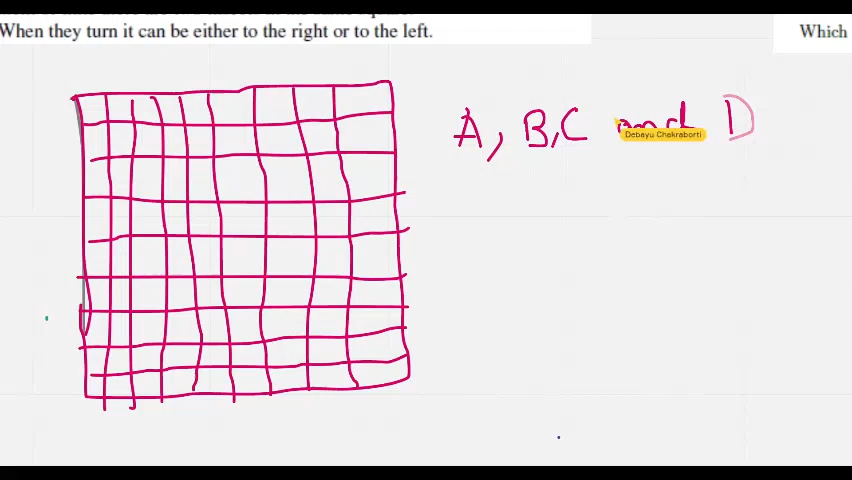 When they turn it can be either to the right or to the left.
Which
A, B, C and D
Debayu Chakraborti